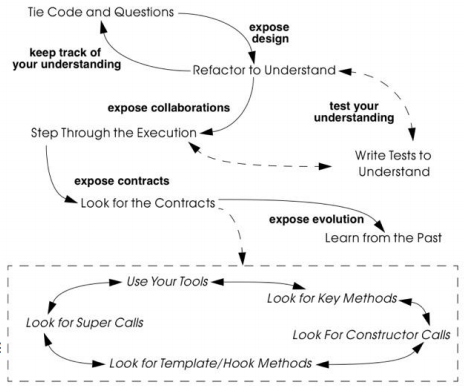 Tie Code and Questions
expose
design
keep track of
your understanding
Refactor to Understand
expose collaborations
test your
understanding
Step Through the Execution
Write Tests to
Understand
expose contracts
Look for the Contracts
expose evolution
Learn from the Past
Use Your Tools
Look for Key Methods
Look for Super Calls
Look For Constructor Calls
Look for Template/Hook Methods